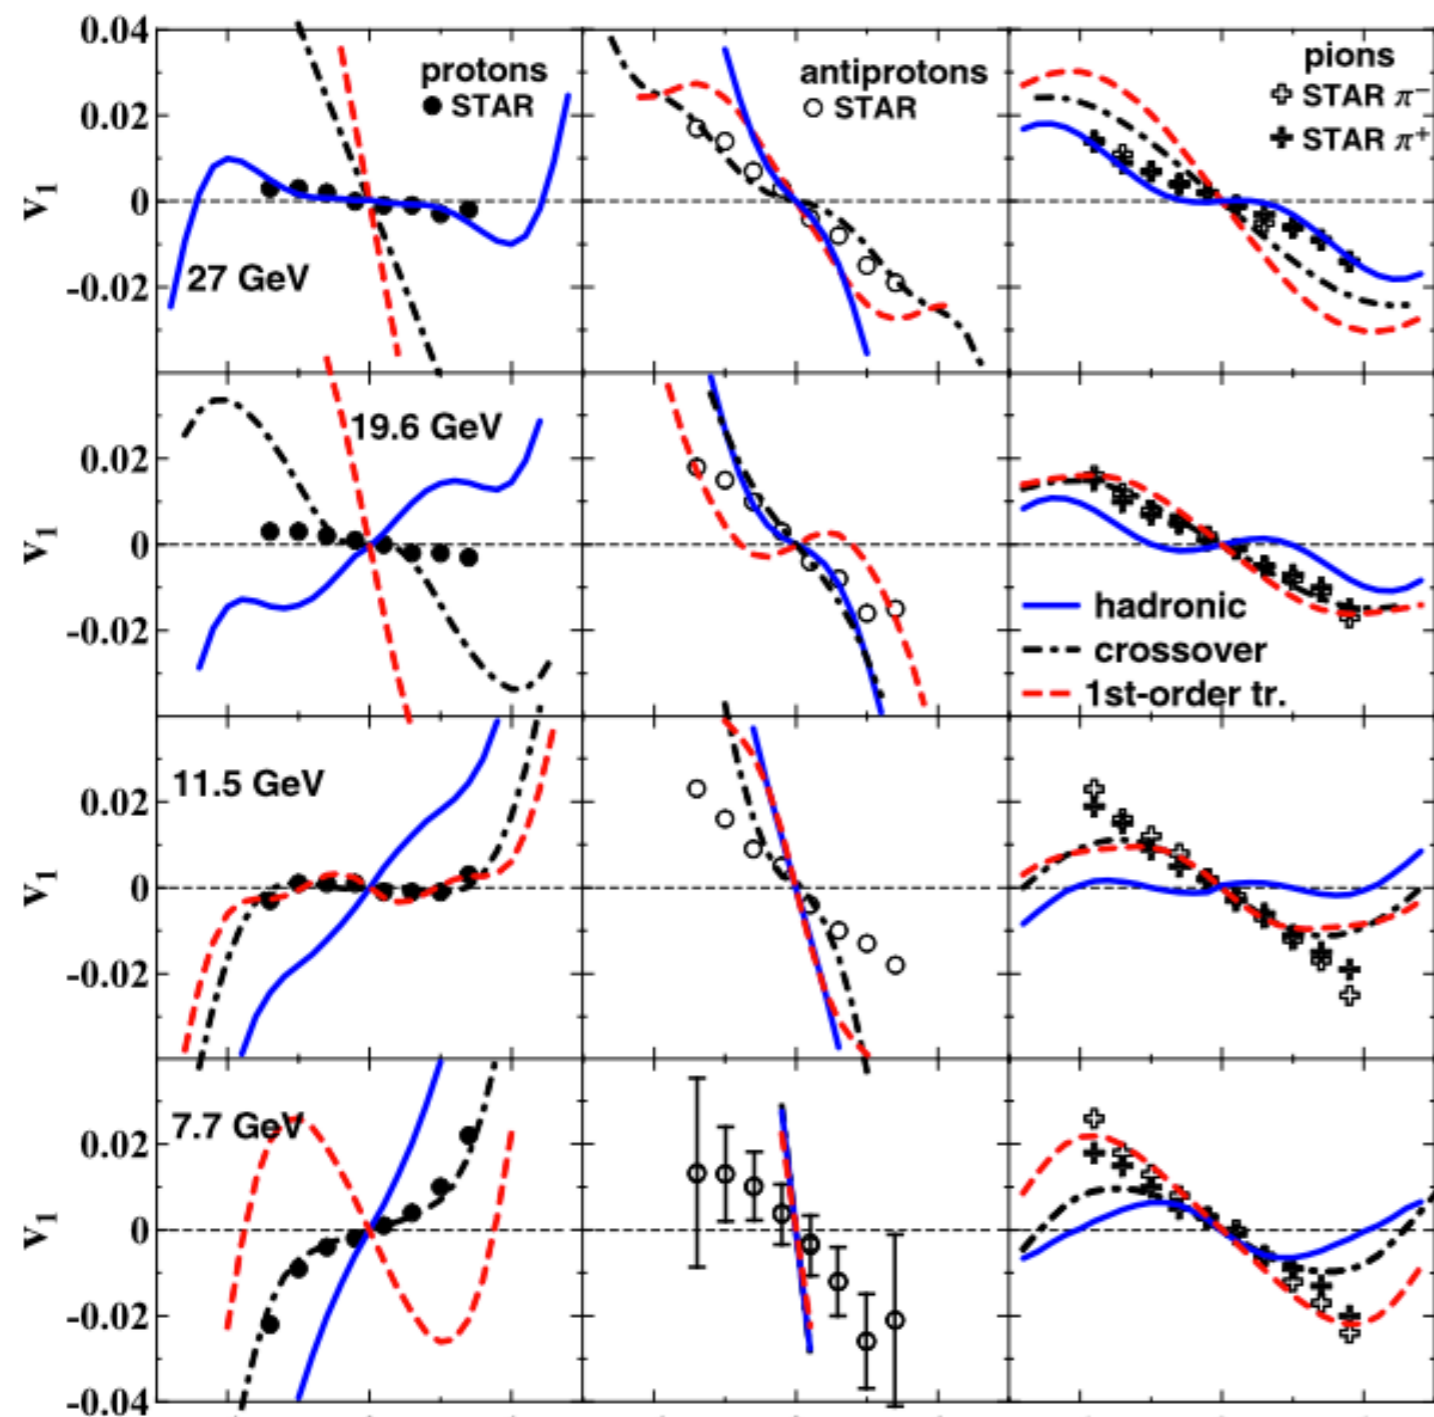 0.04
protons
STAR
antiprotons
STAR
pions
STAR π⁻
STAR π⁺
0.02
v₁
0
-0.02
27 GeV
19.6 GeV
0.02
v₁
0
-0.02
hadronic
crossover
1st-order tr.
11.5 GeV
0.02
v₁
0
-0.02
7.7 GeV
0.02
v₁
0
-0.02
-0.04